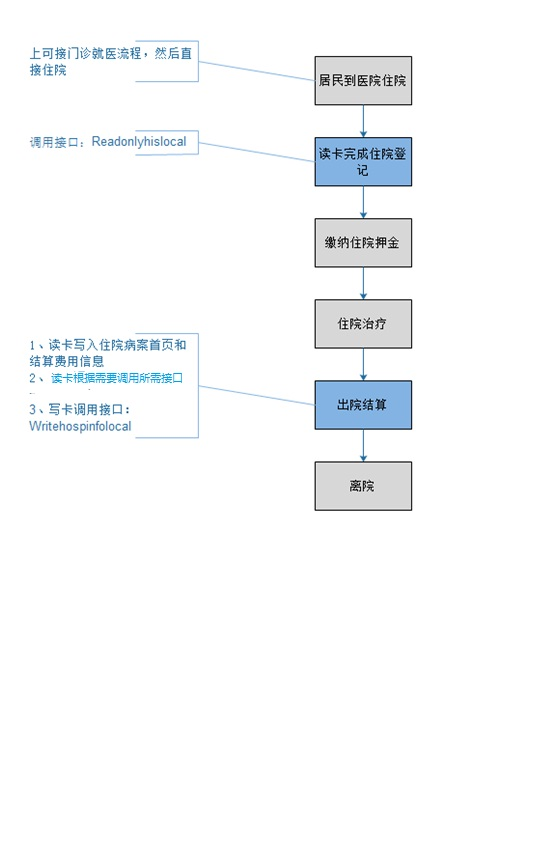 上可接门诊就医流程，然后直
接住院
居民到医院住院
调用接口：Readonlyhislocal
读卡完成住院登
记
缴纳住院押金
住院治疗
1、读卡写入住院病案首页和
结算费用信息
2、读卡根据需要调用所需接口
3、写卡调用接口：
Writehospinfolocal
出院结算
离院